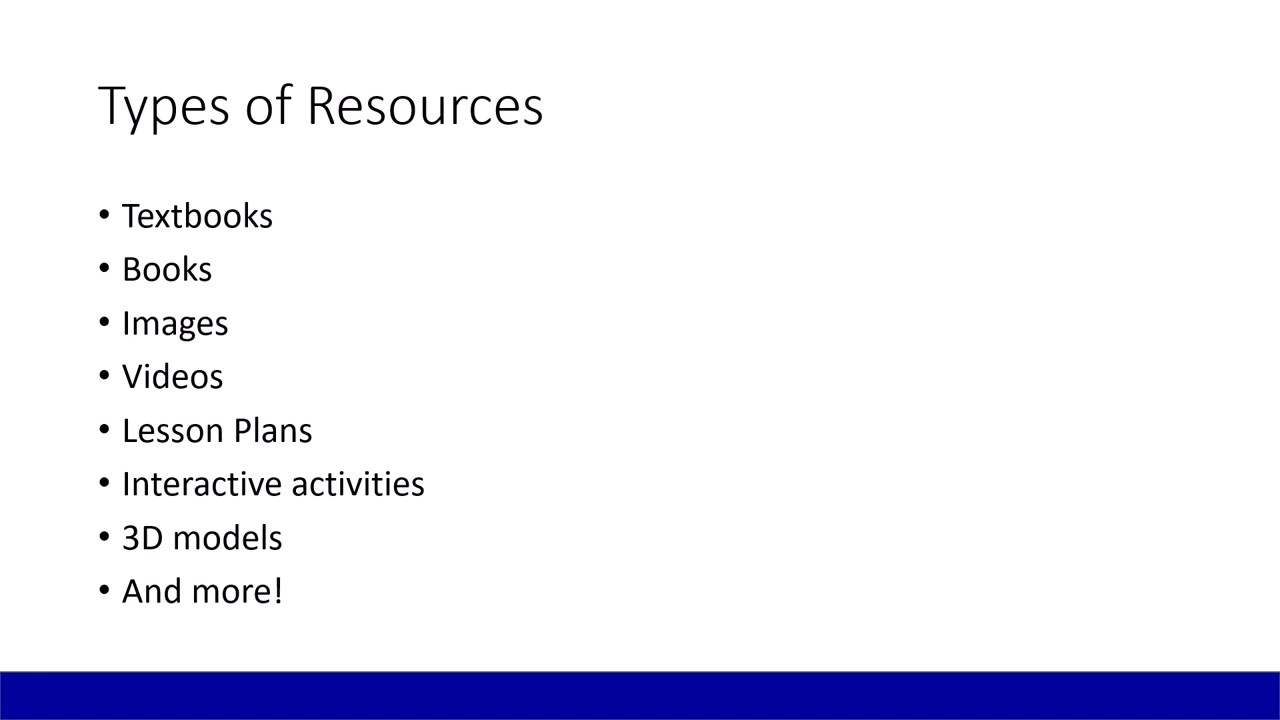 Types of Resources
• Textbooks
• Books
• Images
• Videos
• Lesson Plans
• Interactive activities
• 3D models
• And more!